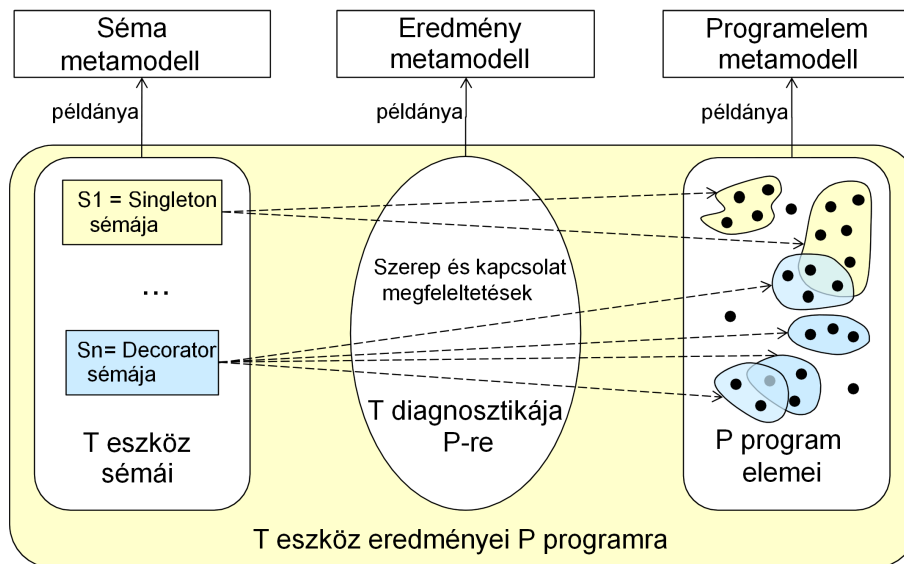 Séma
metamodell
Eredmény
metamodell
Programelem
metamodell
példánya
példánya
példánya
S1 = Singleton
sémája
...
Sn= Decorator
sémája
T eszköz
sémái
Szerep és kapcsolat
megfeleltetések
T diagnosztikája
P-re
P program
elemei
T eszköz eredményei P programra